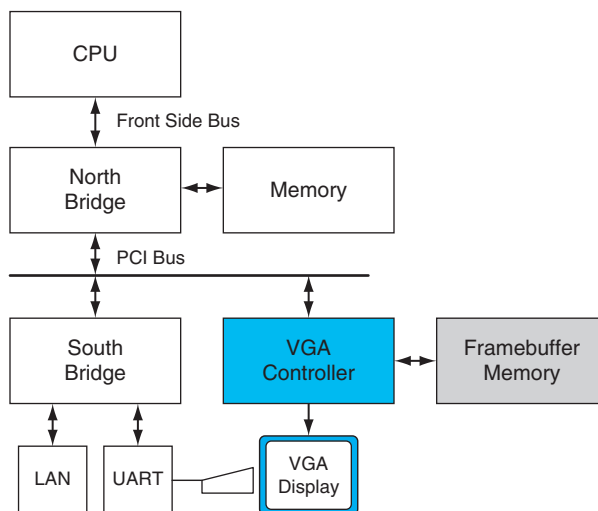 CPU
Front Side Bus
North
Bridge
Memory
PCI Bus
South
Bridge
VGA
Controller
Framebuffer
Memory
LAN
UART
VGA
Display